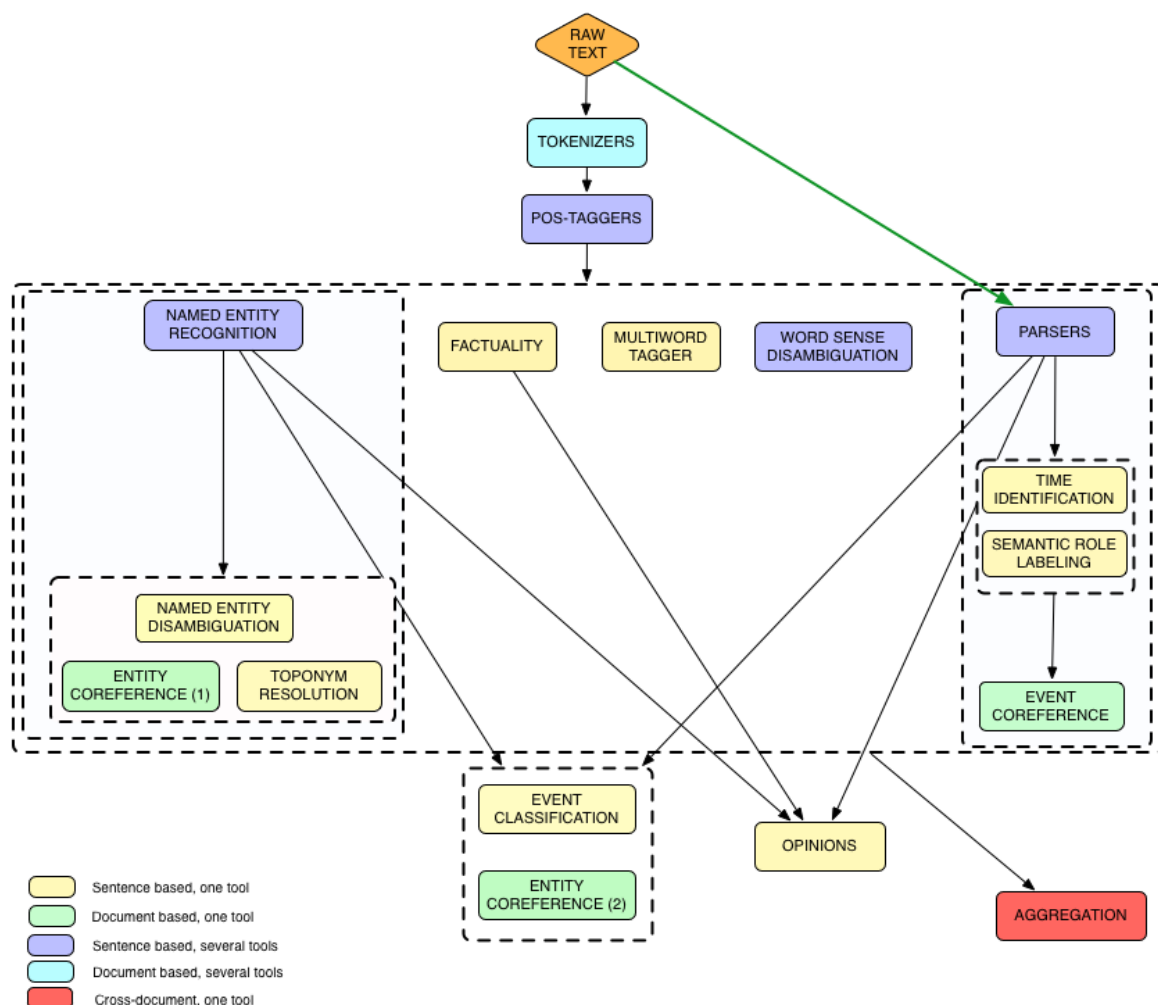 RAW
TEXT
TOKENIZERS
POS-TAGGERS
NAMED ENTITY
RECOGNITION
FACTUALITY
MULTIWORD
TAGGER
WORD SENSE
DISAMBIGUATION
PARSERS
TIME
IDENTIFICATION
SEMANTIC ROLE
LABELING
NAMED ENTITY
DISAMBIGUATION
ENTITY
COREFERENCE (1)
TOPONYM
RESOLUTION
EVENT
COREFERENCE
EVENT
CLASSIFICATION
OPINIONS
ENTITY
COREFERENCE (2)
AGGREGATION
Sentence based, one tool
Document based, one tool
Sentence based, several tools
Document based, several tools
Cross-document, one tool